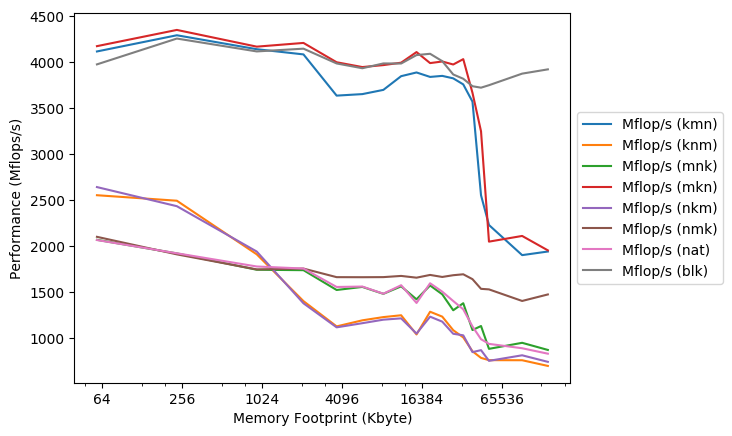 4500
4000
3500
3000
2500
2000
1500
1000
Performance (Mflops/s)
64 256 1024 4096 16384 65536
Memory Footprint (Kbyte)
Mflop/s (kmn)
Mflop/s (knm)
Mflop/s (mnk)
Mflop/s (mkn)
Mflop/s (nkm)
Mflop/s (nmk)
Mflop/s (nat)
Mflop/s (blk)